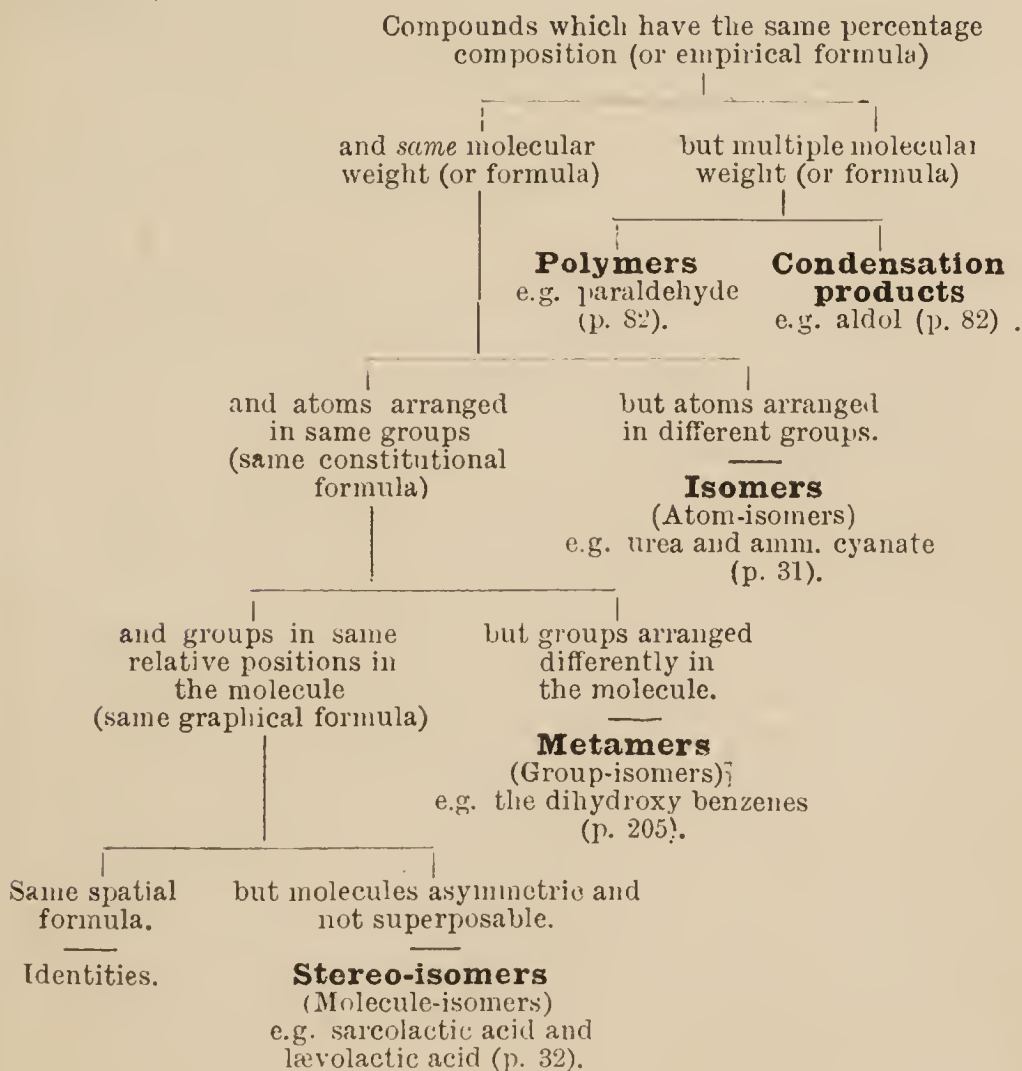 Compounds which have the same percentage
composition (or empirical formula)
and same molecular
weight (or formula)
but multiple molecular
weight (or formula)
Polymers
e.g. paraldehyde
(p. 82).
Condensation
products
e.g. aldol (p. 82) .
and atoms arranged
in same groups
(same constitutional
formula)
but atoms arranged
in different groups.
Isomers
(Atom-isomers)
e.g. urea and amm. cyanate
(p. 31).
and groups in same
relative positions in
the molecule
(same graphical formula)
but groups arranged
differently in
the molecule.
Metamers
(Group-isomers)
e.g. the dihydroxy benzenes
(p. 205).
Same spatial
formula.
Identities.
but molecules asymmetric and
not superposable.
Stereo-isomers
(Molecule-isomers)
e.g. sarcolactic acid and
lævolactic acid (p. 32).